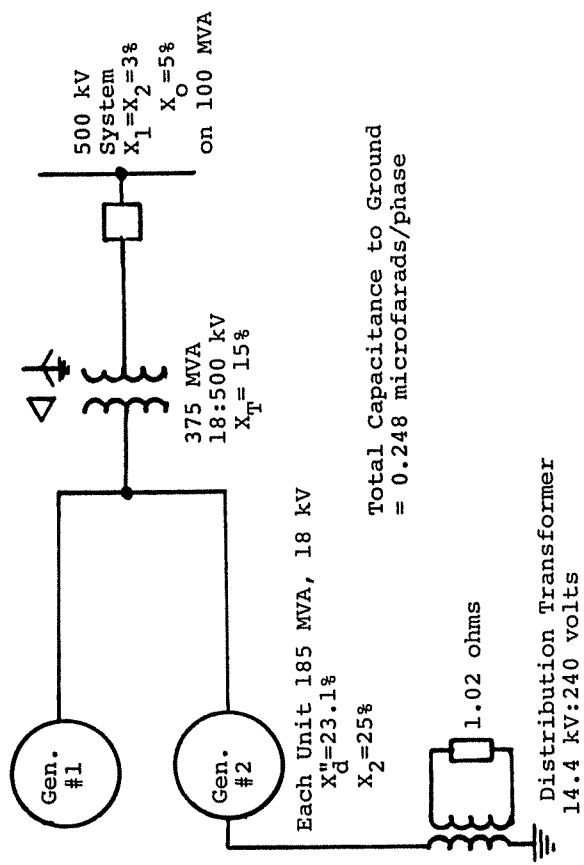 Gen.
#1
Gen.
#2
Each Unit 185 MVA, 18 kV
X"d=23.1%
X2=25%
1.02 ohms
Distribution Transformer
14.4 kV:240 volts
375 MVA
18:500 kV
XT= 15%
500 kV
System
X1=X2=3%
Xo=5%
on 100 MVA
Total Capacitance to Ground
= 0.248 microfarads/phase